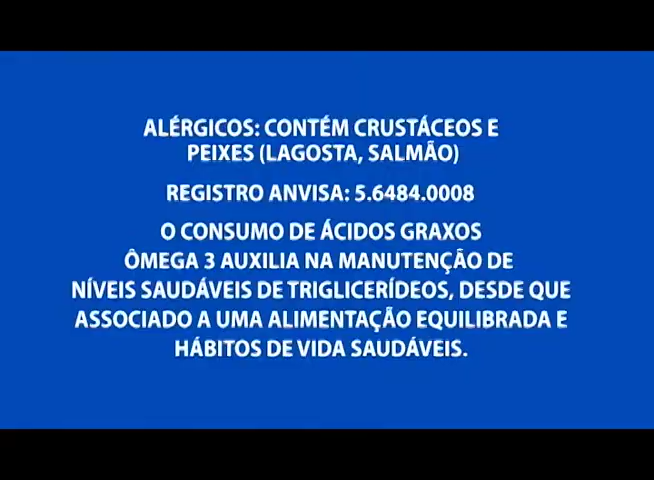 ALÉRGICOS: CONTÉM CRUSTÁCEOS E
PEIXES (LAGOSTA, SALMÃO)
REGISTRO ANVISA: 5.6484.0008
O CONSUMO DE ÁCIDOS GRAXOS
ÔMEGA 3 AUXILIA NA MANUTENÇÃO DE
NÍVEIS SAUDÁVEIS DE TRIGLICERÍDEOS, DESDE QUE
ASSOCIADO A UMA ALIMENTAÇÃO EQUILIBRADA E
HÁBITOS DE VIDA SAUDÁVEIS.